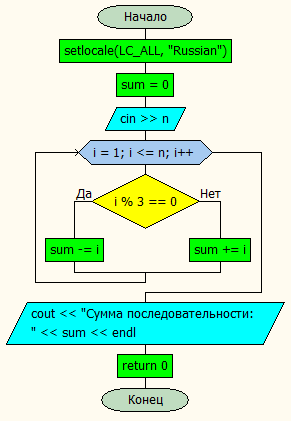 Начало
setlocale(LC_ALL, "Russian")
sum = 0
cin >> n
i = 1; i <= n; i++
Да
Нет
i % 3 == 0
sum -= i
sum += i
cout << "Сумма последовательности:
" << sum << endl
return 0
Конец